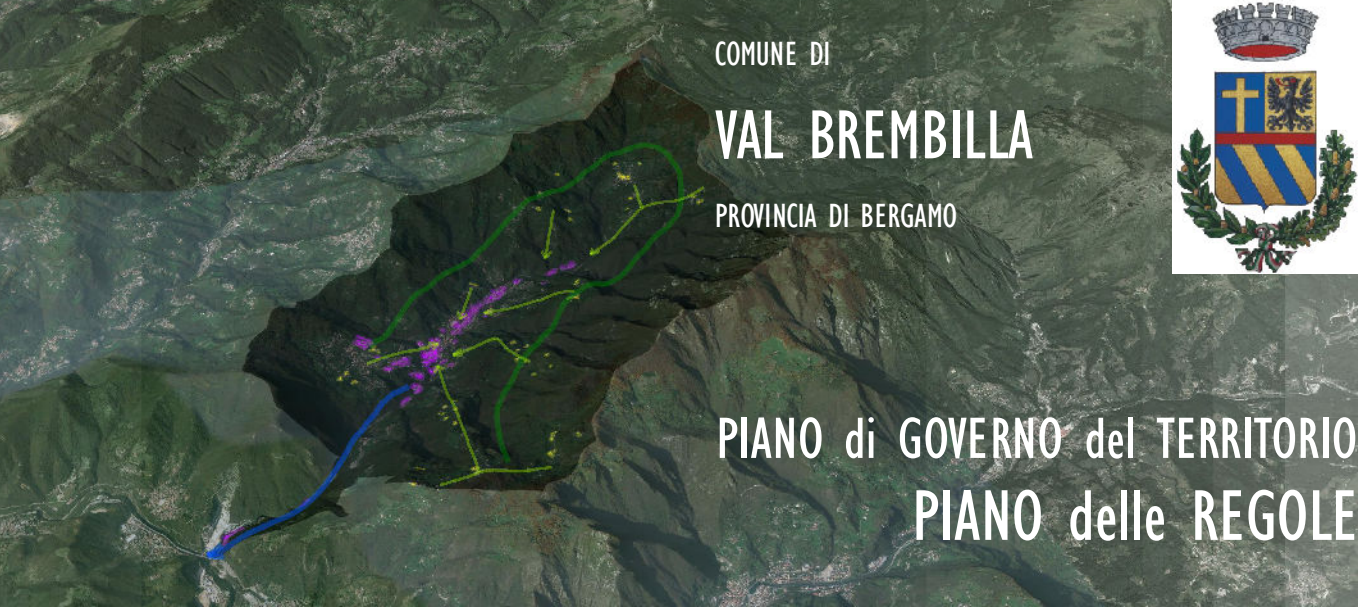 COMUNE DI
VAL BREMBILLA
PROVINCIA DI BERGAMO
PIANO di GOVERNO del TERRITORIO
PIANO delle REGOLE